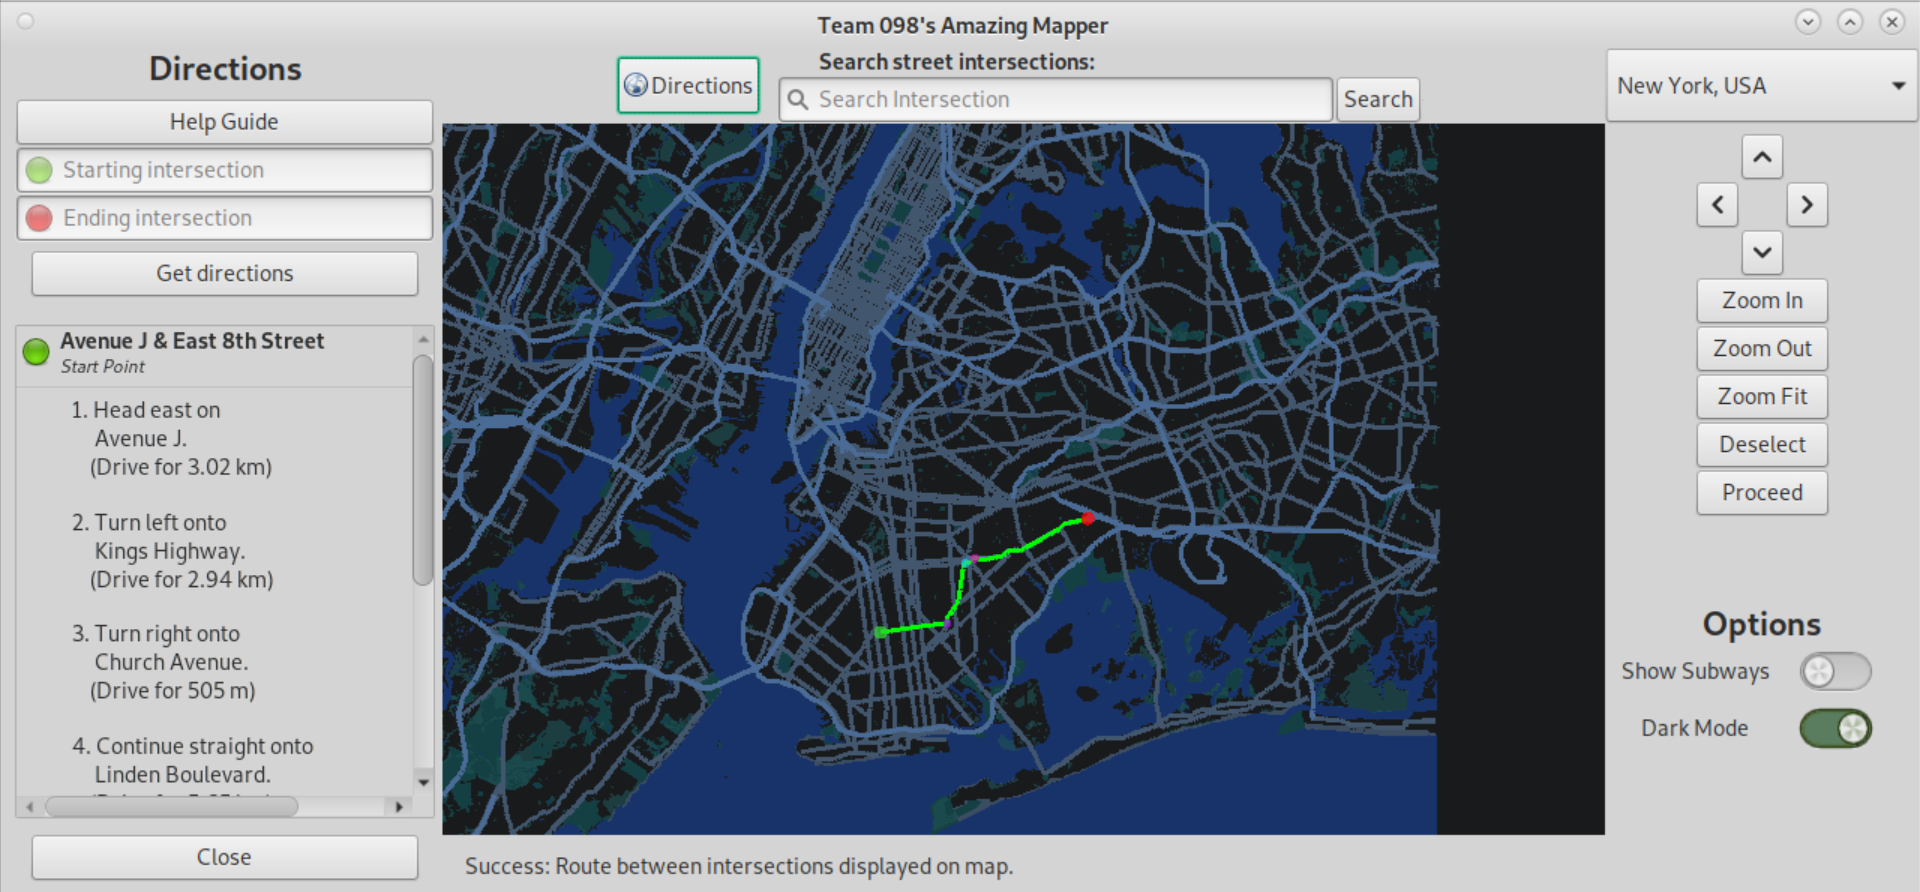 Team 098's Amazing Mapper
Directions
Help Guide
Starting intersection
Ending intersection
Get directions
Avenue J & East 8th Street
Start Point
1. Head east on
Avenue J.
(Drive for 3.02 km)
2. Turn left onto
Kings Highway.
(Drive for 2.94 km)
3. Turn right onto
Church Avenue.
(Drive for 505 m)
4. Continue straight onto
Linden Boulevard.
Close
Directions
Search street intersections:
Search Intersection
Search
Success: Route between intersections displayed on map.
New York, USA
Zoom In
Zoom Out
Zoom Fit
Deselect
Proceed
Options
Show Subways
Dark Mode